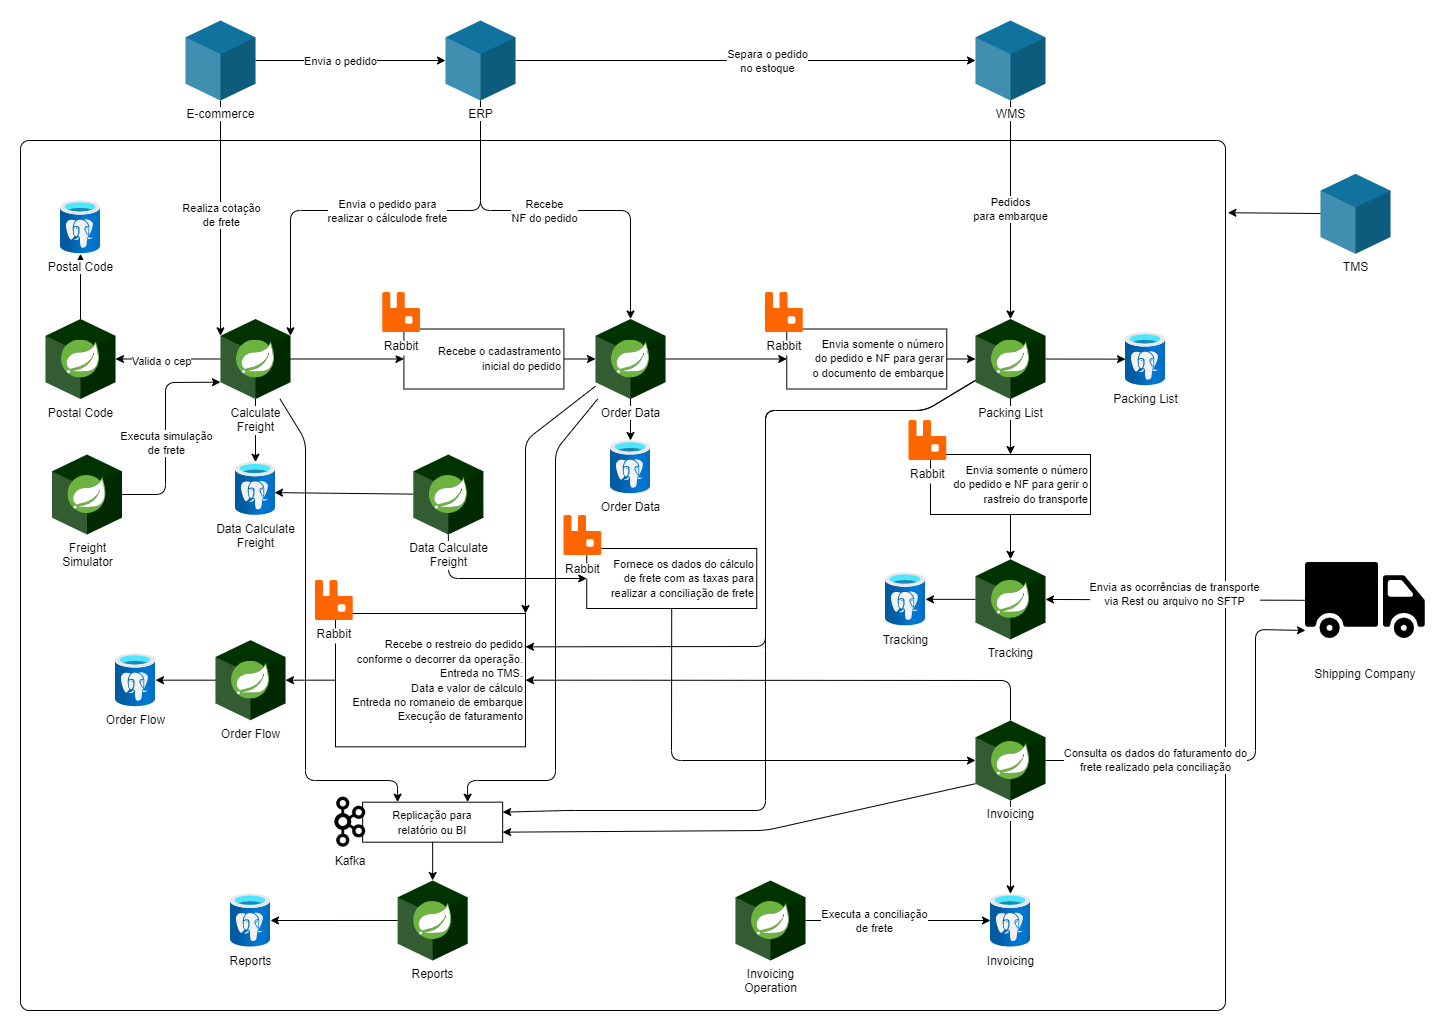 Envia o pedido
Separa o pedido
no estoque
E-commerce
ERP
WMS
Realiza cotação
de frete
Envia o pedido para
realizar o cálculode frete
Recebe
NF do pedido
Pedidos
para embarque
TMS
Postal Code
Rabbit
Recebe o cadastramento
inicial do pedido
Rabbit
Envia somente o número
do pedido e NF para gerar
o documento de embarque
Valida o cep
Postal Code
Calculate
Freight
Order Data
Packing List
Packing List
Executa simulação
de frete
Rabbit
Envia somente o número
do pedido e NF para gerir o
rastreio do transporte
Freight
Simulator
Data Calculate
Freight
Data Calculate
Freight
Order Data
Rabbit
Fornece os dados do cálculo
de frete com as taxas para
realizar a conciliação de frete
Envia as ocorrências de transporte
via Rest ou arquivo no SFTP
Tracking
Tracking
Shipping Company
Rabbit
Recebe o restreio do pedido
conforme o decorrer da operação.
Entreda no TMS.
Data e valor de cálculo
Entreda no romaneio de embarque
Execução de faturamento
Order Flow
Order Flow
Consulta os dados do faturamento do
frete realizado pela conciliação
Invoicing
Kafka
Replicação para
relatório ou BI
Reports
Reports
Executa a conciliação
de frete
Invoicing
Operation
Invoicing